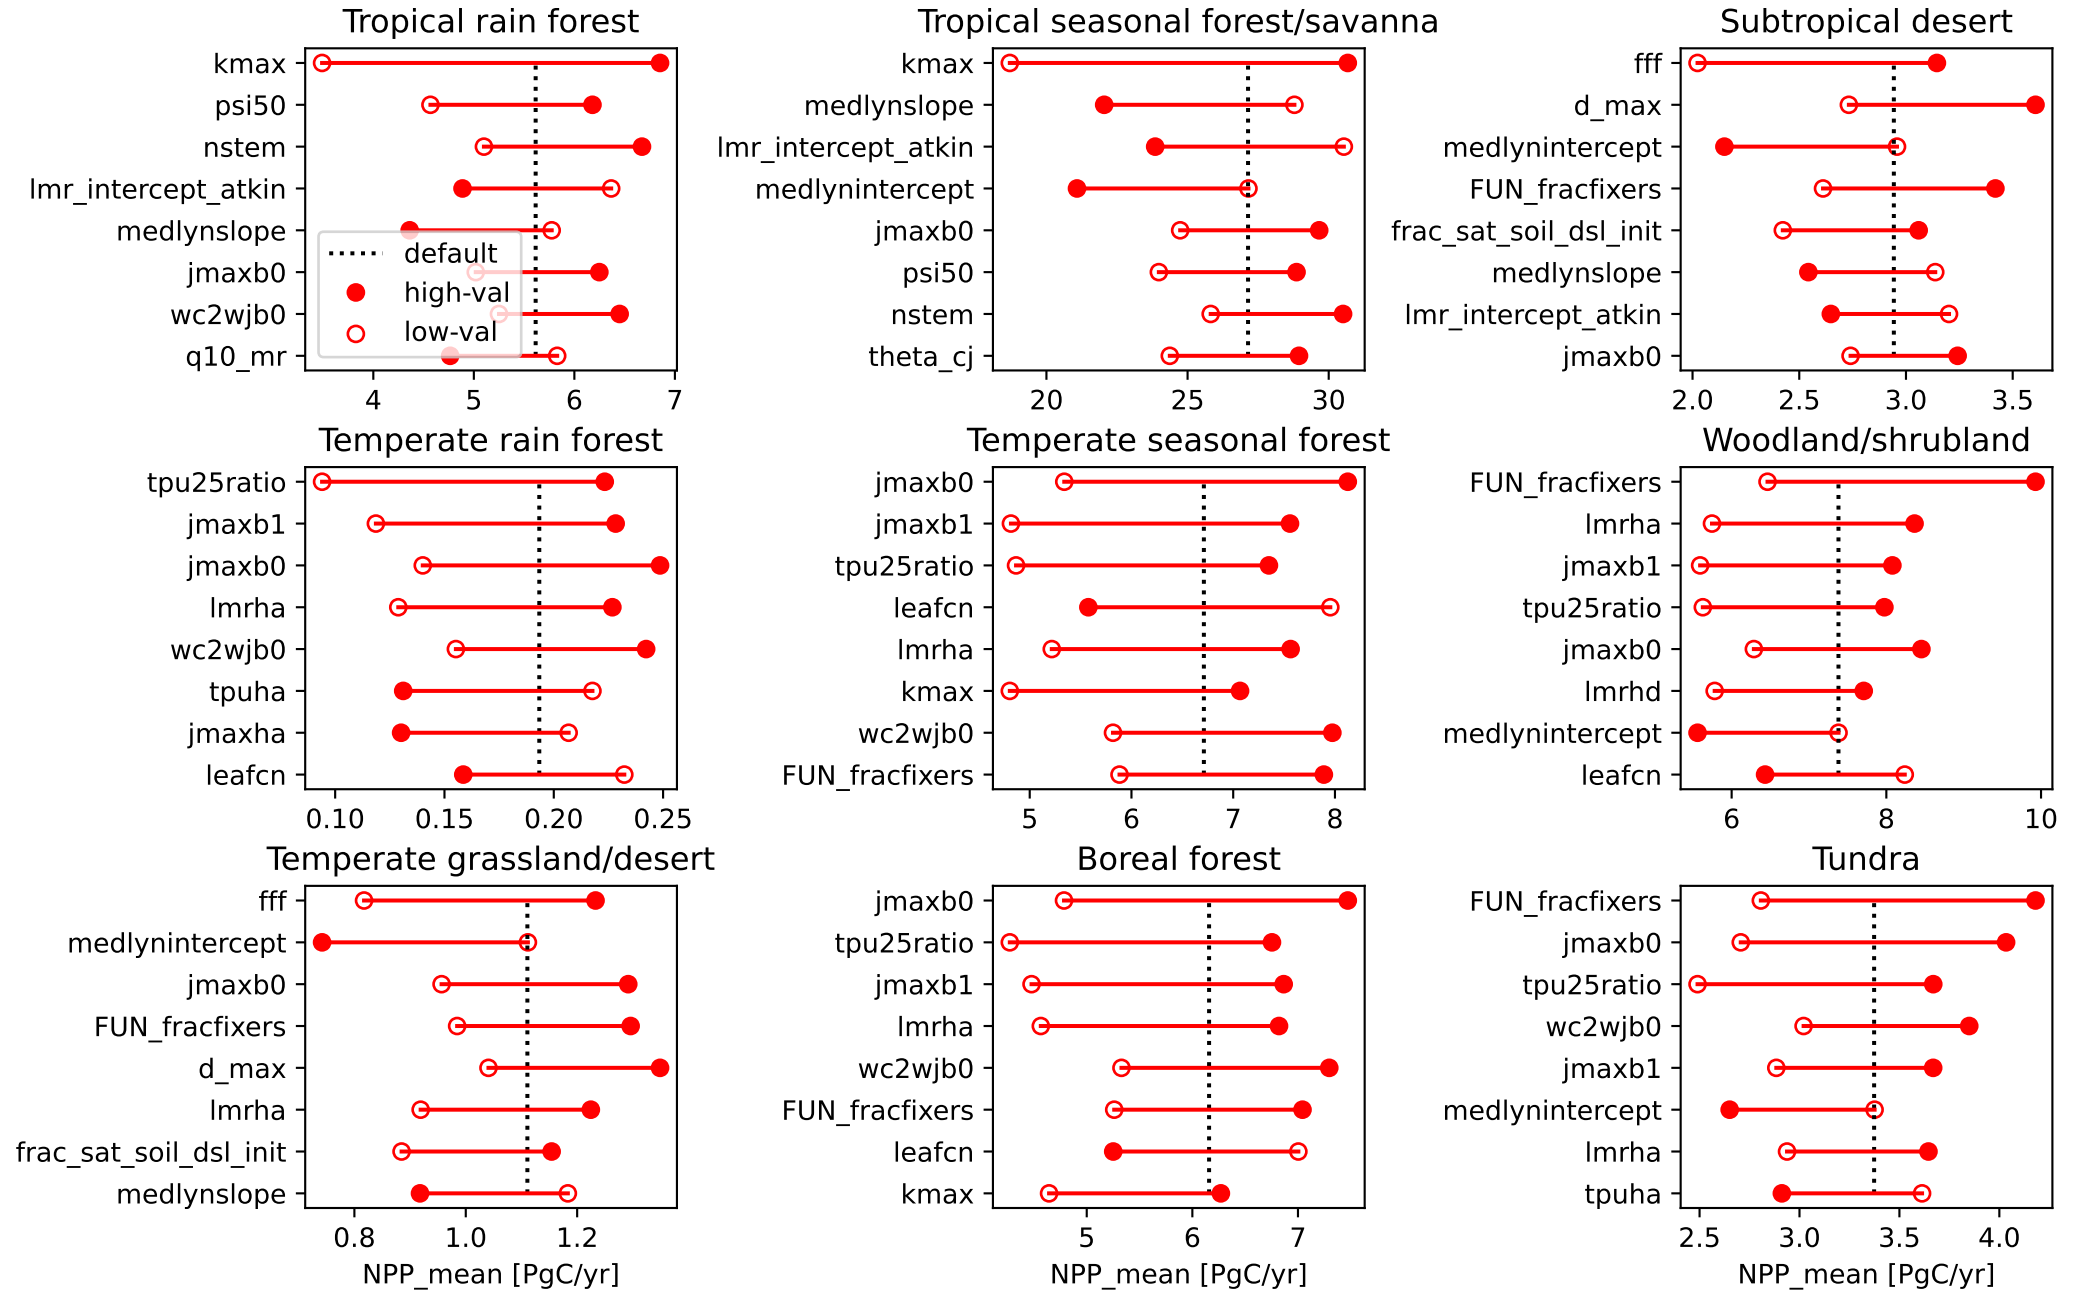 Tropical rain forest
kmax
psi50
nstem
lmr_intercept_atkin
medlynslope
jmaxb0
wc2wjb0
q10_mr
default
high-val
low-val
4 5 6 7
Tropical seasonal forest/savanna
kmax
medlynslope
lmr_intercept_atkin
medlynintercept
jmaxb0
psi50
nstem
theta_cj
20 25 30
Subtropical desert
fff
d_max
medlynintercept
FUN_fracfixers
frac_sat_soil_dsl_init
medlynslope
lmr_intercept_atkin
jmaxb0
2.0 2.5 3.0 3.5
Temperate rain forest
tpu25ratio
jmaxb1
jmaxb0
lmrha
wc2wjb0
tpuha
jmaxha
leafcn
0.10 0.15 0.20 0.25
Temperate seasonal forest
jmaxb0
jmaxb1
tpu25ratio
leafcn
lmrha
kmax
wc2wjb0
FUN_fracfixers
5 6 7 8
Woodland/shrubland
FUN_fracfixers
lmrha
jmaxb1
tpu25ratio
jmaxb0
lmrhd
medlynintercept
leafcn
6 8 10
Temperate grassland/desert
fff
medlynintercept
jmaxb0
FUN_fracfixers
d_max
lmrha
frac_sat_soil_dsl_init
medlynslope
0.8 1.0 1.2
NPP_mean [PgC/yr]
Boreal forest
jmaxb0
tpu25ratio
jmaxb1
lmrha
wc2wjb0
FUN_fracfixers
leafcn
kmax
5 6 7
NPP_mean [PgC/yr]
Tundra
FUN_fracfixers
jmaxb0
tpu25ratio
wc2wjb0
jmaxb1
medlynintercept
lmrha
tpuha
2.5 3.0 3.5 4.0
NPP_mean [PgC/yr]